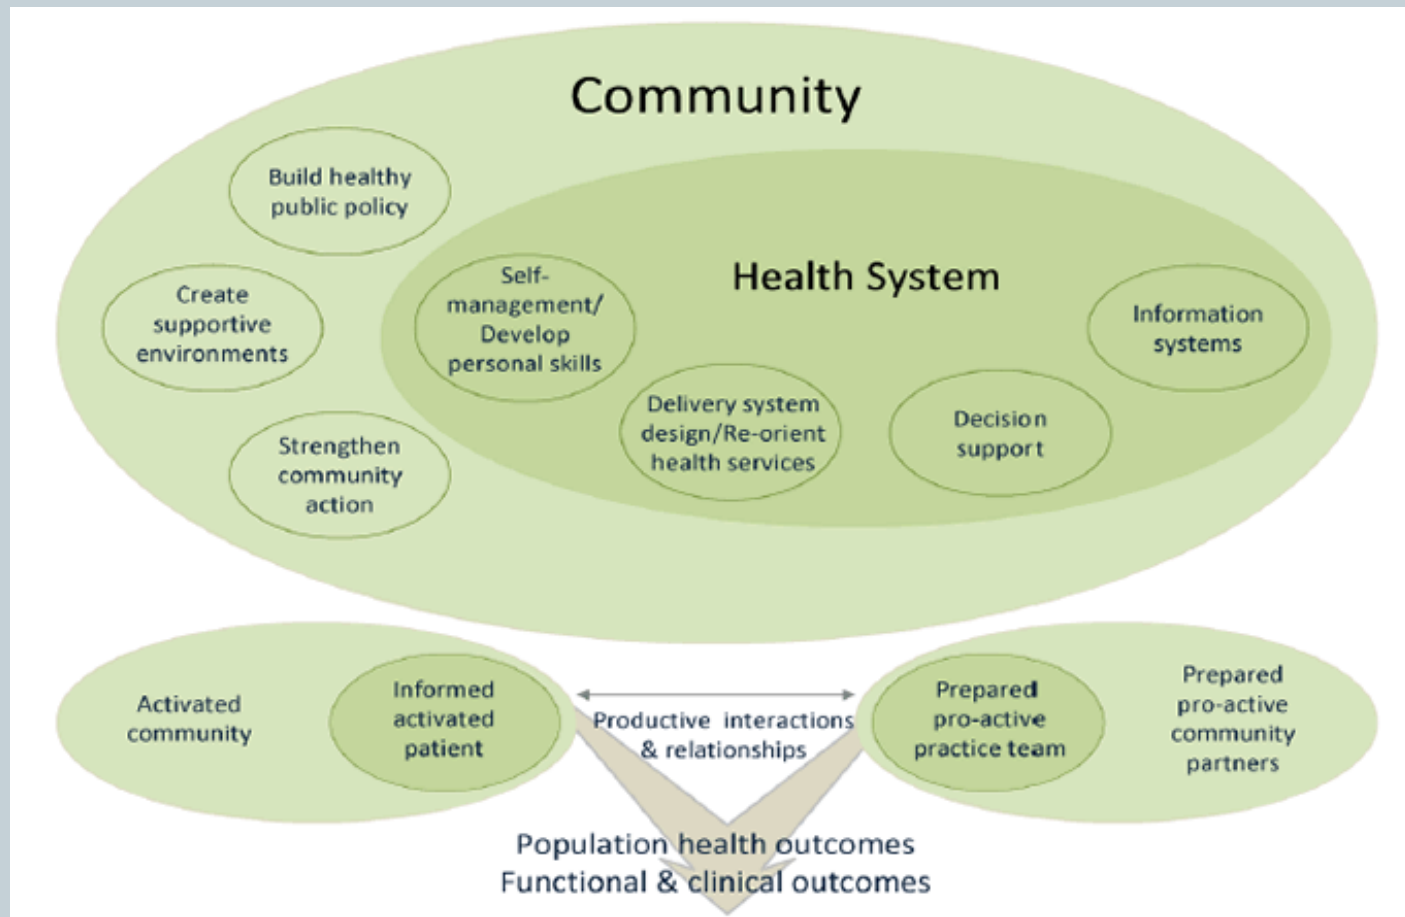 Community
Build healthy
public policy
Create
supportive
environments
Strengthen
community
action
Health System
Self-
management/
Develop
personal skills
Delivery system
design/Re-orient
health services
Decision
support
Information
systems
Activated
community
Informed
activated
patient
Productive interactions
& relationships
Prepared
pro-active
practice team
Prepared
pro-active
community
partners
Population health outcomes
Functional & clinical outcomes